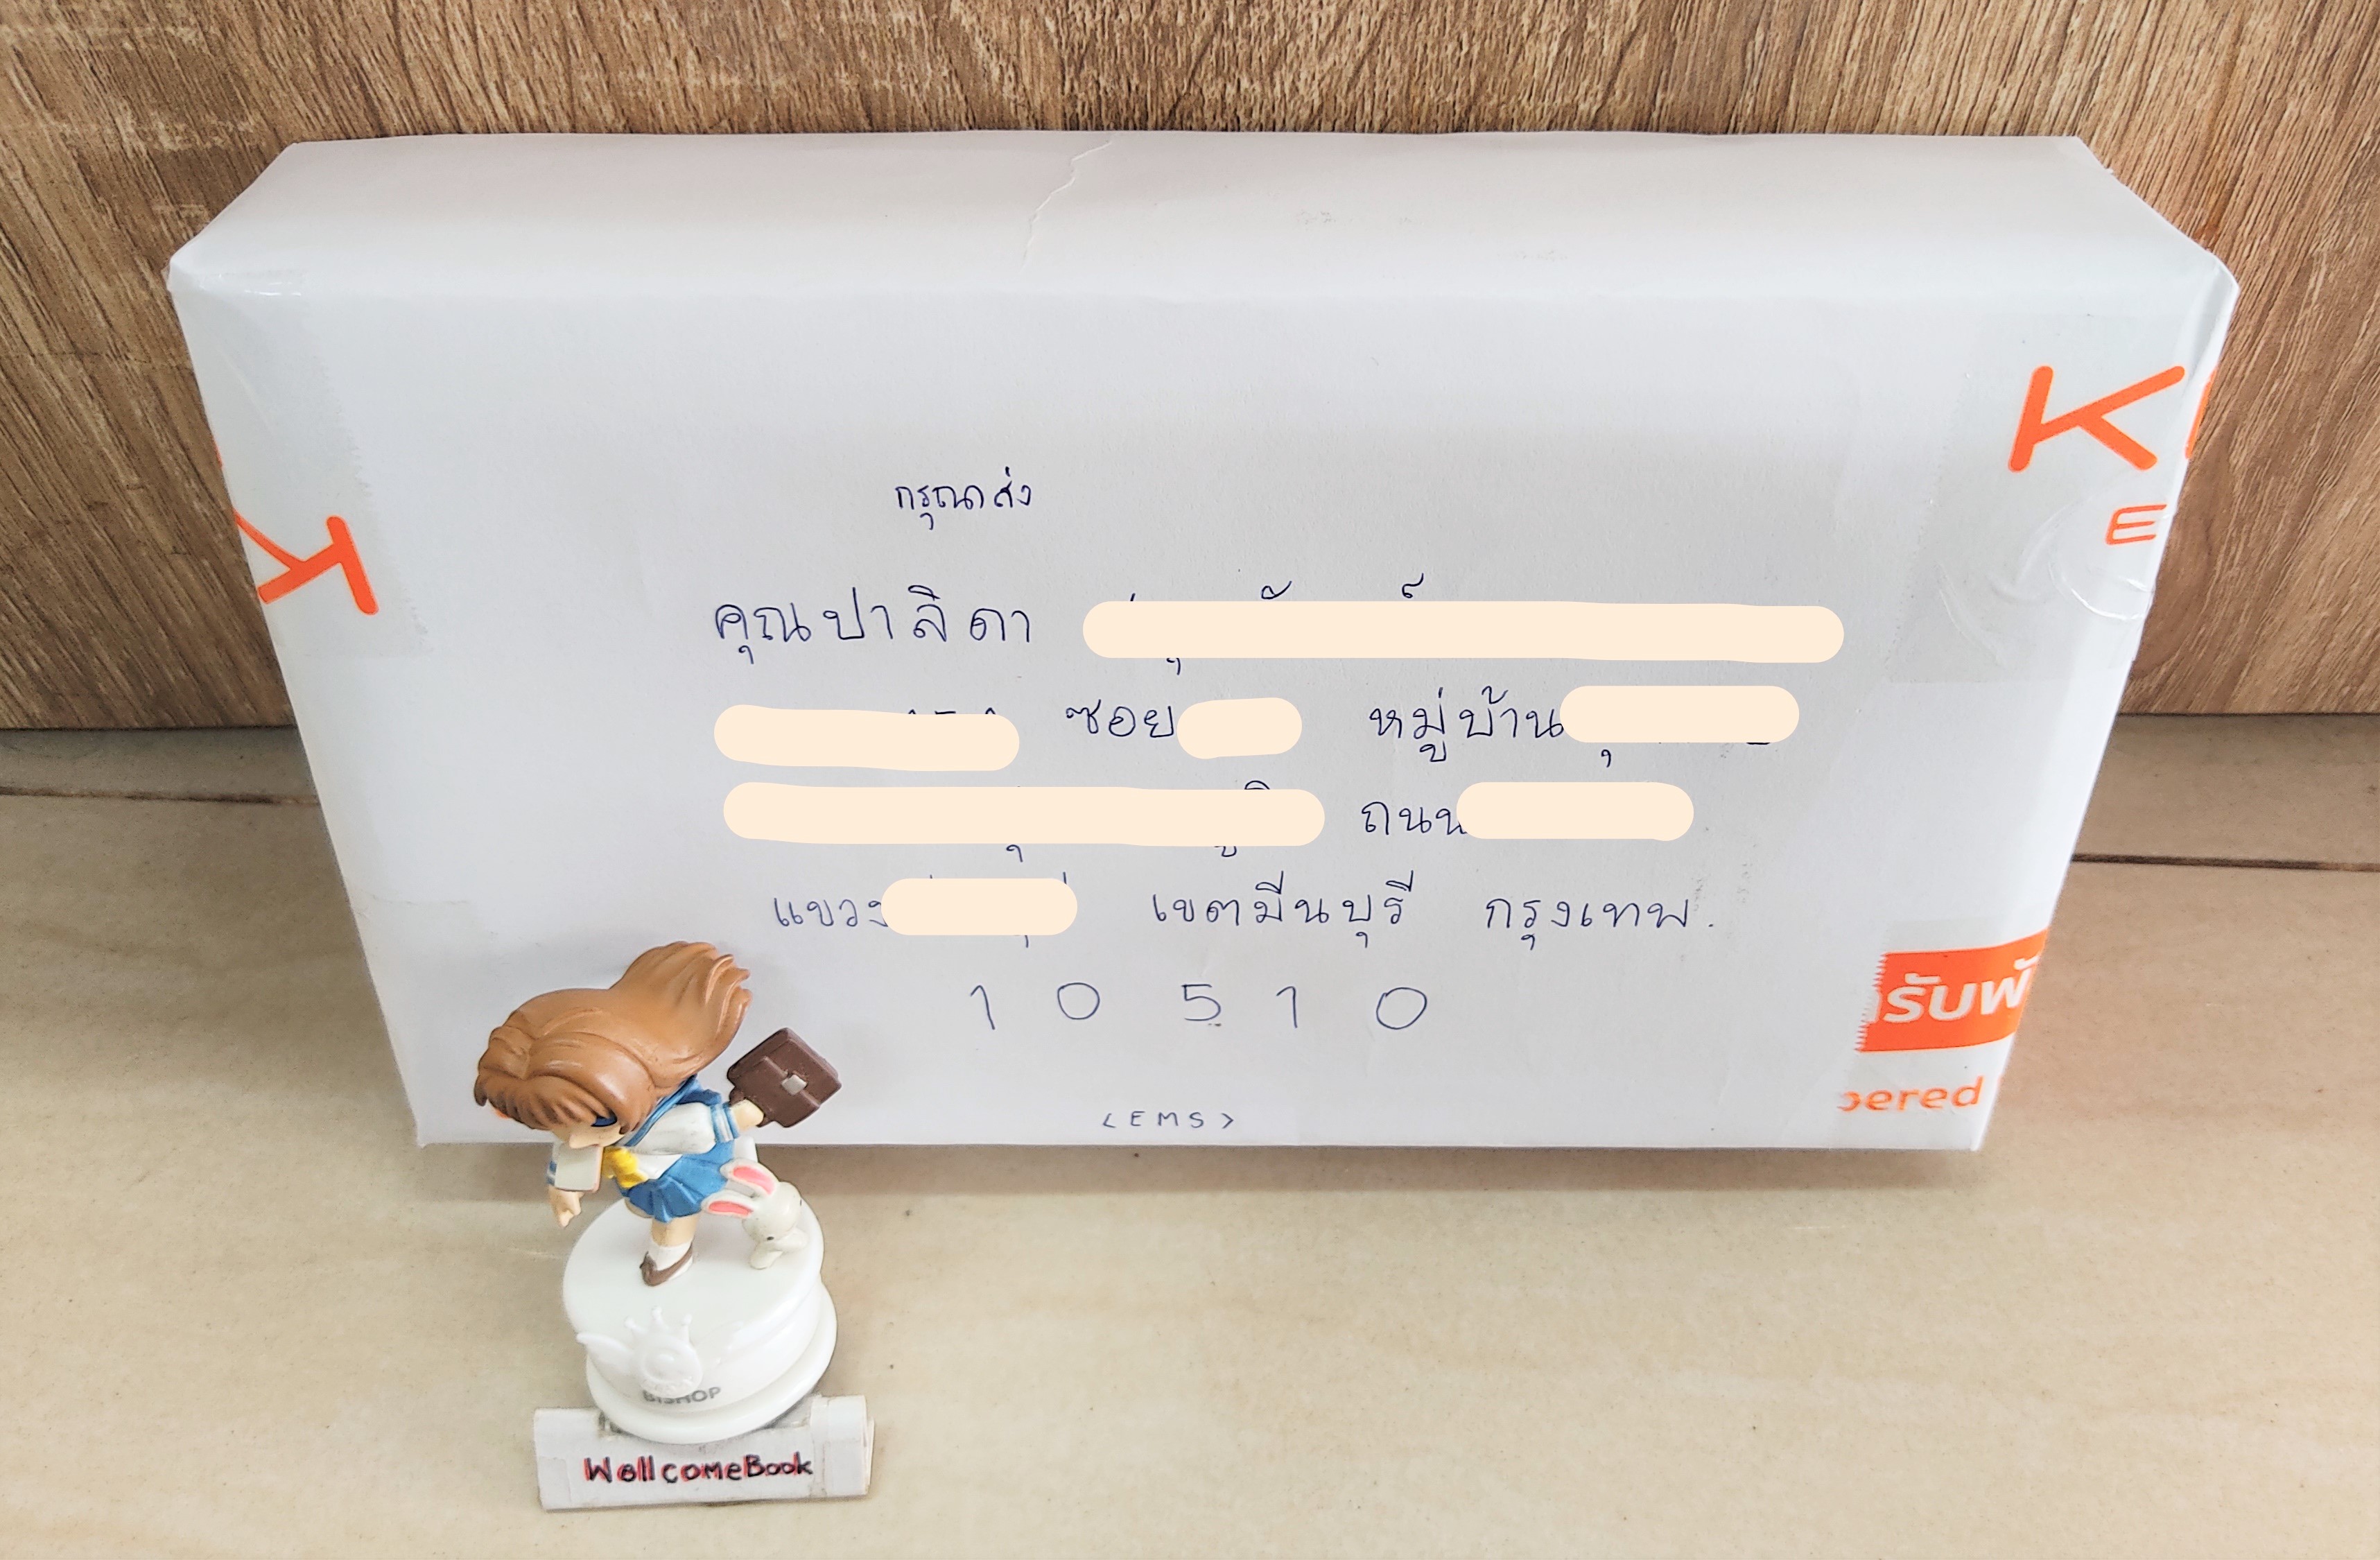 กรุณาส่ง
คุณปาลิดา
ซอย หมู่บ้าน
ถนน
แขวง เขตมีนบุรี กรุงเทพ.
10510
<EMS>
K
K
E
รับพั
ered
BISHOP
WellcomeBook